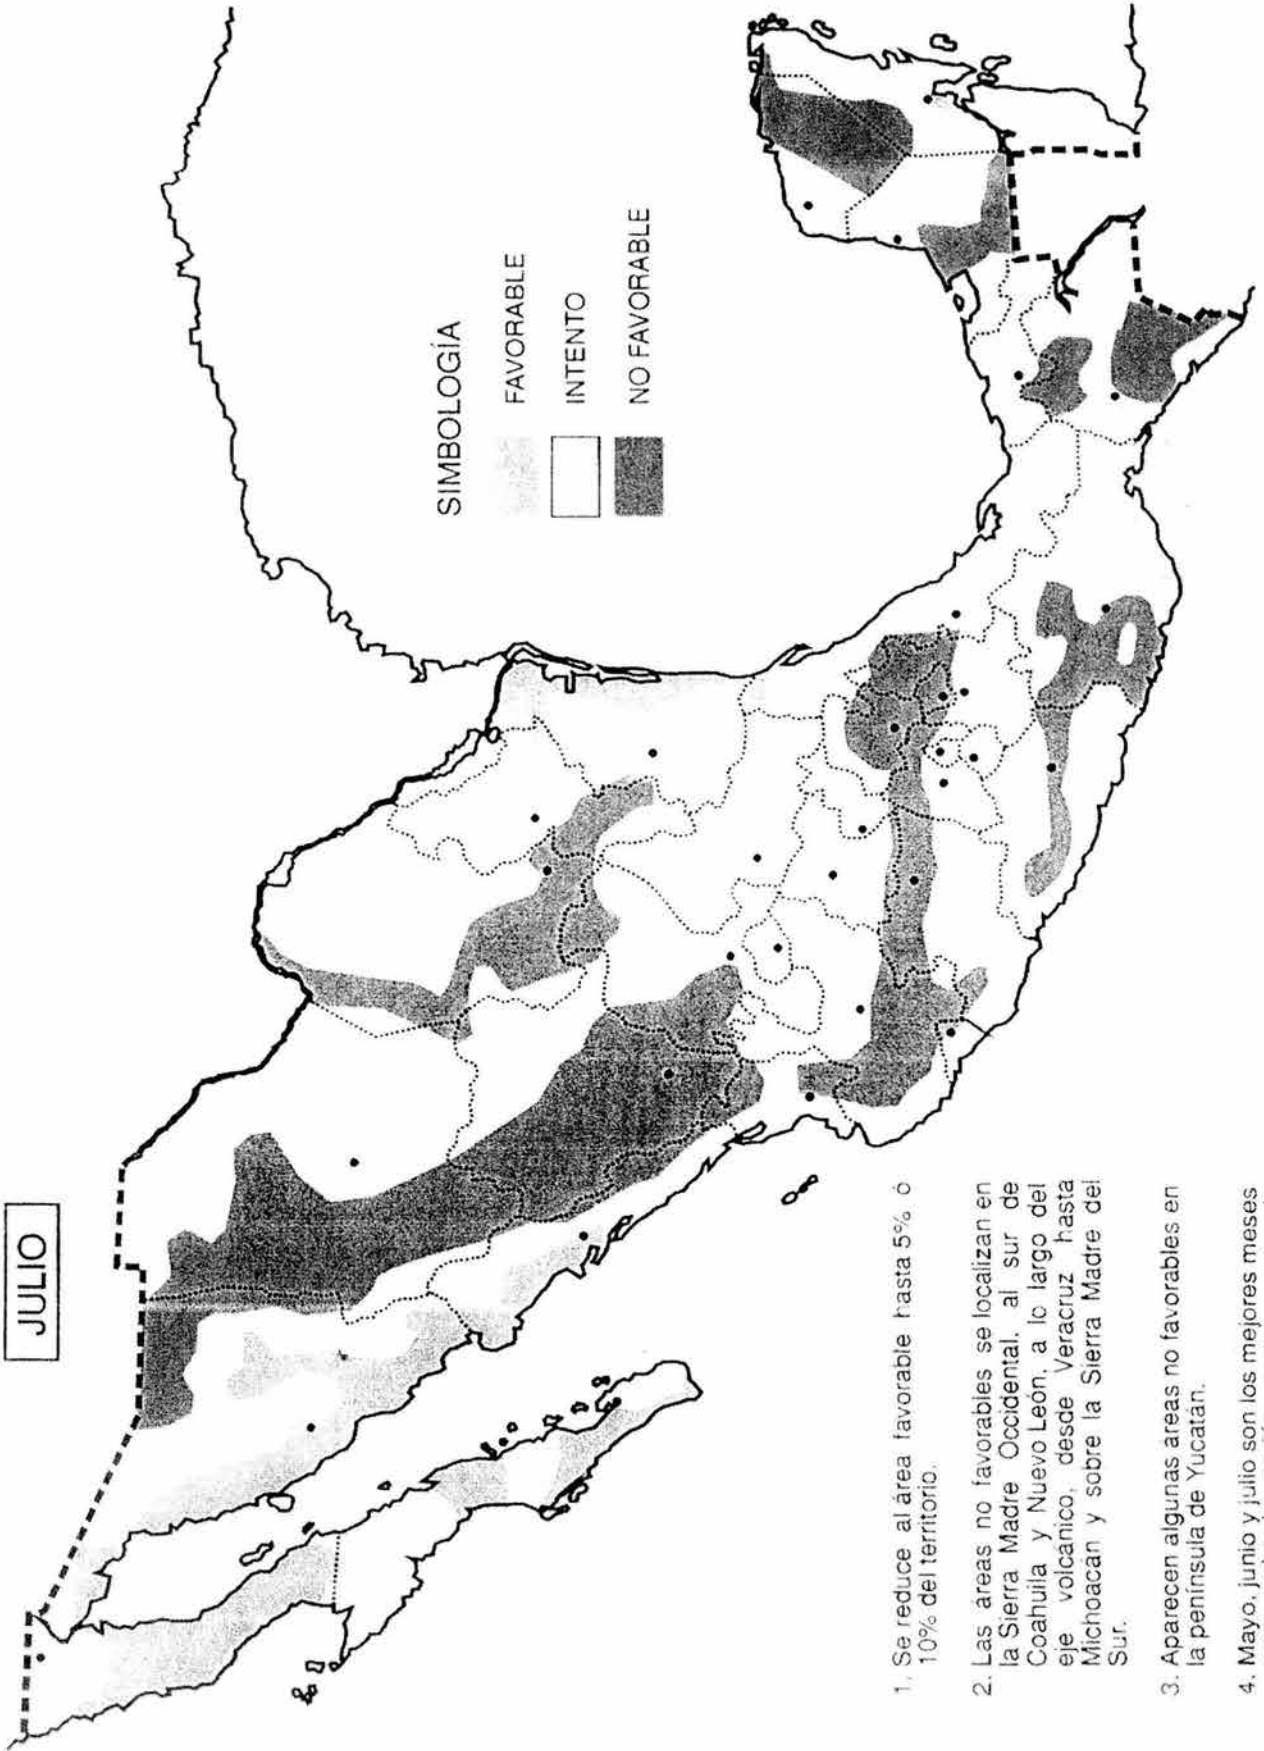 JULIO
SIMBOLOGÍA
FAVORABLE
INTENTO
NO FAVORABLE
1. Se reduce al área favorable hasta 5% ó
10% del territorio.
2. Las áreas no favorables se localizan en
la Sierra Madre Occidental, al sur de
Coahuila y Nuevo León, a lo largo del
eje volcánico, desde Veracruz hasta
Michoacán y sobre la Sierra Madre del
Sur.
3. Aparecen algunas areas no favorables en
la península de Yucatán.
4. Mayo, junio y julio son los mejores meses